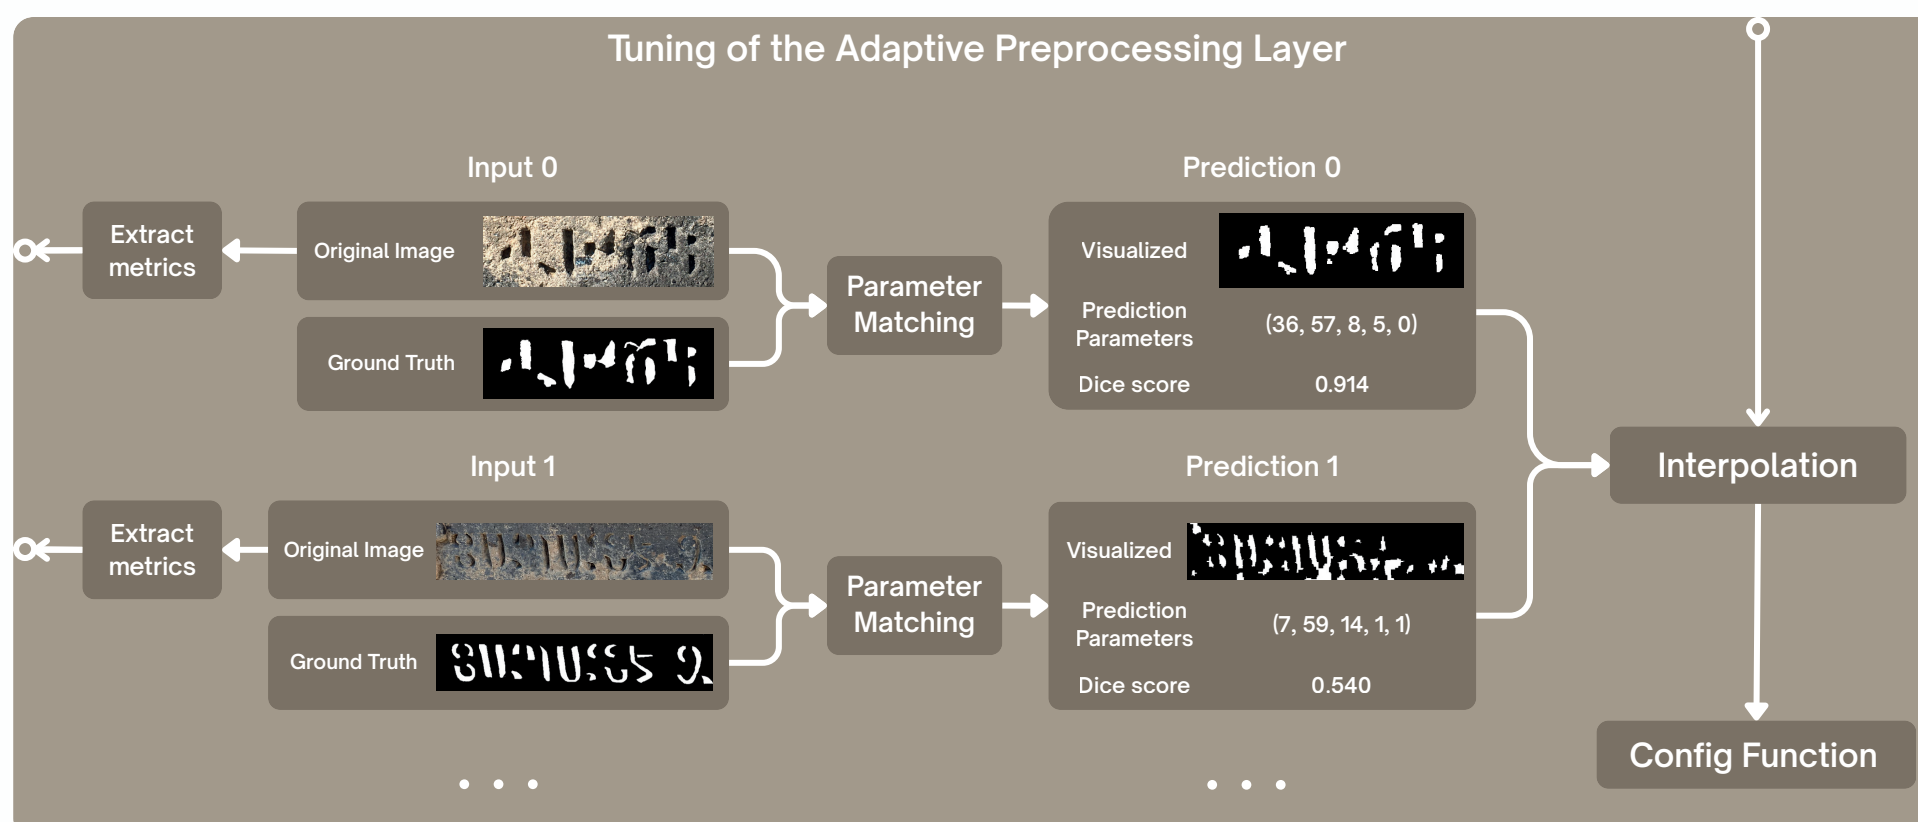 Tuning of the Adaptive Preprocessing Layer
Input 0
Prediction 0
Extract
metrics
Original Image
Ground Truth
Parameter
Matching
Visualized
Prediction
Parameters
(36, 57, 8, 5, 0)
Dice score
0.914
Interpolation
Input 1
Prediction 1
Extract
metrics
Original Image
Ground Truth
Parameter
Matching
Visualized
Prediction
Parameters
(7, 59, 14, 1, 1)
Dice score
0.540
Config Function